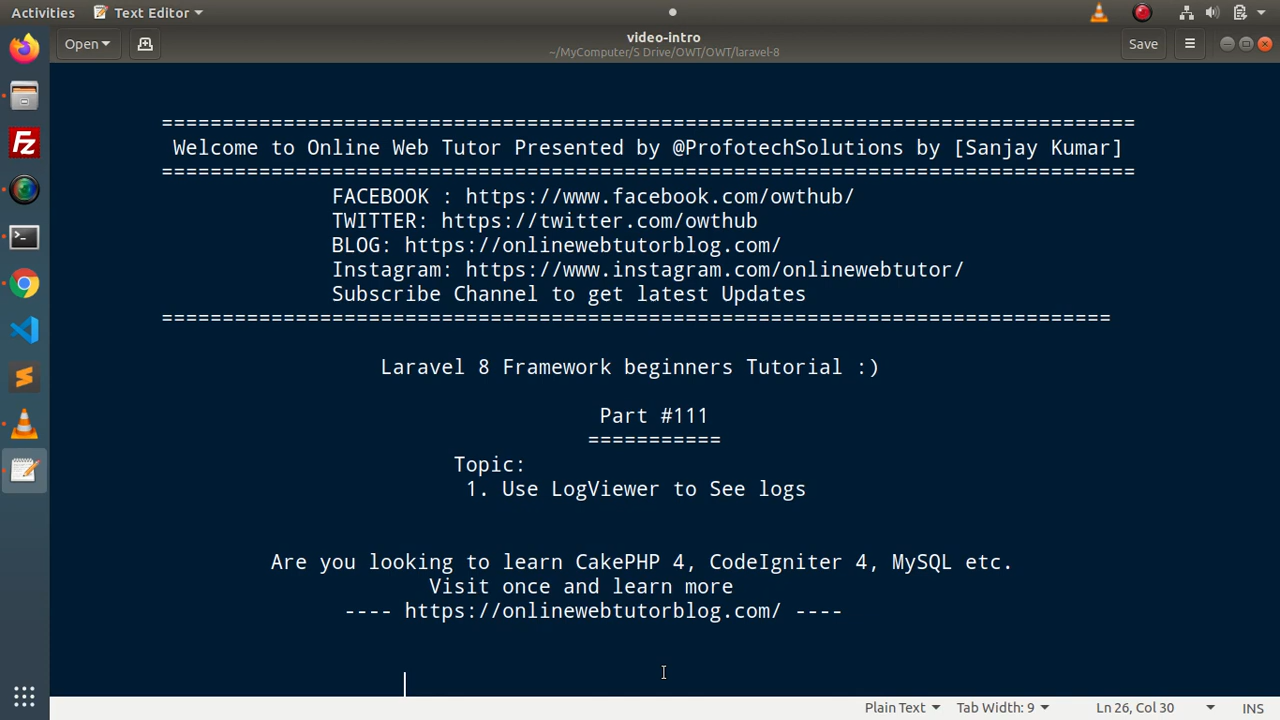 Activities Text Editor
Open video-intro Save
~/MyComputer/S Drive/OWT/OWT/laravel-8
================================================================================
Welcome to Online Web Tutor Presented by @ProfotechSolutions by [Sanjay Kumar]
================================================================================
FACEBOOK : https://www.facebook.com/owthub/
TWITTER: https://twitter.com/owthub
BLOG: https://onlinewebtutorblog.com/
Instagram: https://www.instagram.com/onlinewebtutor/
Subscribe Channel to get latest Updates
==============================================================================
Laravel 8 Framework beginners Tutorial :)
Part #111
===========
Topic:
1. Use LogViewer to See logs
Are you looking to learn CakePHP 4, CodeIgniter 4, MySQL etc.
Visit once and learn more
---- https://onlinewebtutorblog.com/ ----
Plain Text Tab Width: 9 Ln 26, Col 30 INS